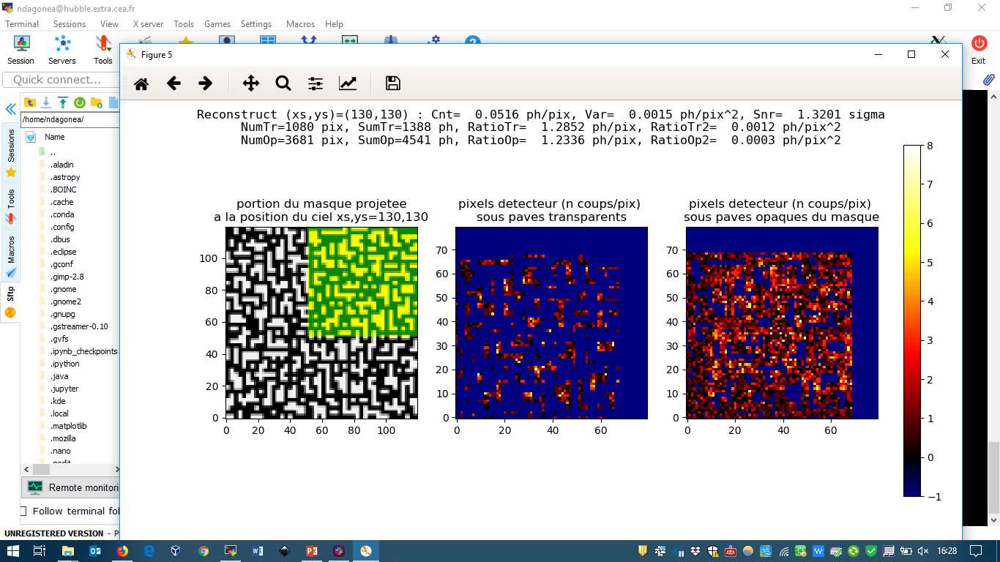 ndagonea@hubble.extra.cea.fr
Terminal Sessions View X server Tools Games Settings Macros Help
Session Servers Tools
Exit
Quick connect...
Figure 5
/home/ndagonea/
Name
..
.aladin
.astropy
.BOINC
.cache
.conda
.config
.dbus
.eclipse
.gconf
.gimp-2.8
.gnome
.gnome2
.gnupg
.gstreamer-0.10
.gvfs
.ipynb_checkpoints
.ipython
.java
.jupyter
.kde
.local
.matplotlib
.mozilla
.nano
Sessions
Tools
Macros
Sftp
Remote monitori
Follow terminal fol
UNREGISTERED VERSION - P
Reconstruct (xs,ys)=(130,130) : Cnt= 0.0516 ph/pix, Var= 0.0015 ph/pix^2, Snr= 1.3201 sigma
NumTr=1080 pix, SumTr=1388 ph, RatioTr= 1.2852 ph/pix, RatioTr2= 0.0012 ph/pix^2
NumOp=3681 pix, SumOp=4541 ph, RatioOp= 1.2336 ph/pix, RatioOp2= 0.0003 ph/pix^2
portion du masque projetee
a la position du ciel xs,ys=130,130
100
80
60
40
20
0
0 20 40 60 80 100
pixels detecteur (n coups/pix)
sous paves transparents
70
60
50
40
30
20
10
0
0 20 40 60
pixels detecteur (n coups/pix)
sous paves opaques du masque
70
60
50
40
30
20
10
0
0 20 40 60
8
7
6
5
4
3
2
1
0
−1
16:28